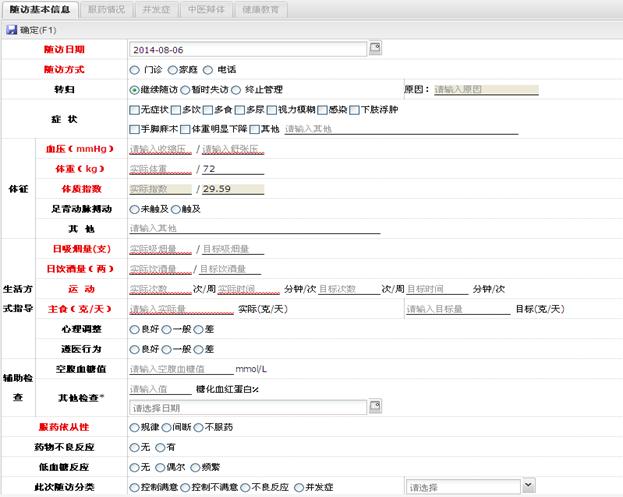 随访基本信息 服药情况 并发症 中医辩体 健康教育
确定(F1)
随访日期 2014-08-06
随访方式 门诊 家庭 电话
转归 继续随访 暂时失访 终止管理 原因： 请输入原因
症 状 无症状 多饮 多食 多尿 视力模糊 感染 下肢浮肿
手脚麻木 体重明显下降 其他 请输入其他
体征 血压（mmHg） 请输入收缩压 / 请输入舒张压
体重（kg） 实际体重 / 72
体质指数 实际指数 / 29.59
足背动脉搏动 未触及 触及
其 他 请输入其他
生活方式指导 日吸烟量(支) 实际吸烟量 / 目标吸烟量
日饮酒量（两） 实际饮酒量 / 目标饮酒量
运 动 实际次数 次/周 实际时间 分钟/次 目标次数 次/周 目标时间 分钟/次
主食（克/天） 请输入实际量 实际(克/天) 请输入目标量 目标(克/天)
心理调整 良好 一般 差
遵医行为 良好 一般 差
辅助检查 空腹血糖值 请输入空腹血糖值 mmol/L
其他检查* 请输入值 糖化血红蛋白%
请选择日期
服药依从性 规律 间断 不服药
药物不良反应 无 有
低血糖反应 无 偶尔 频繁
此次随访分类 控制满意 控制不满意 不良反应 并发症 请选择